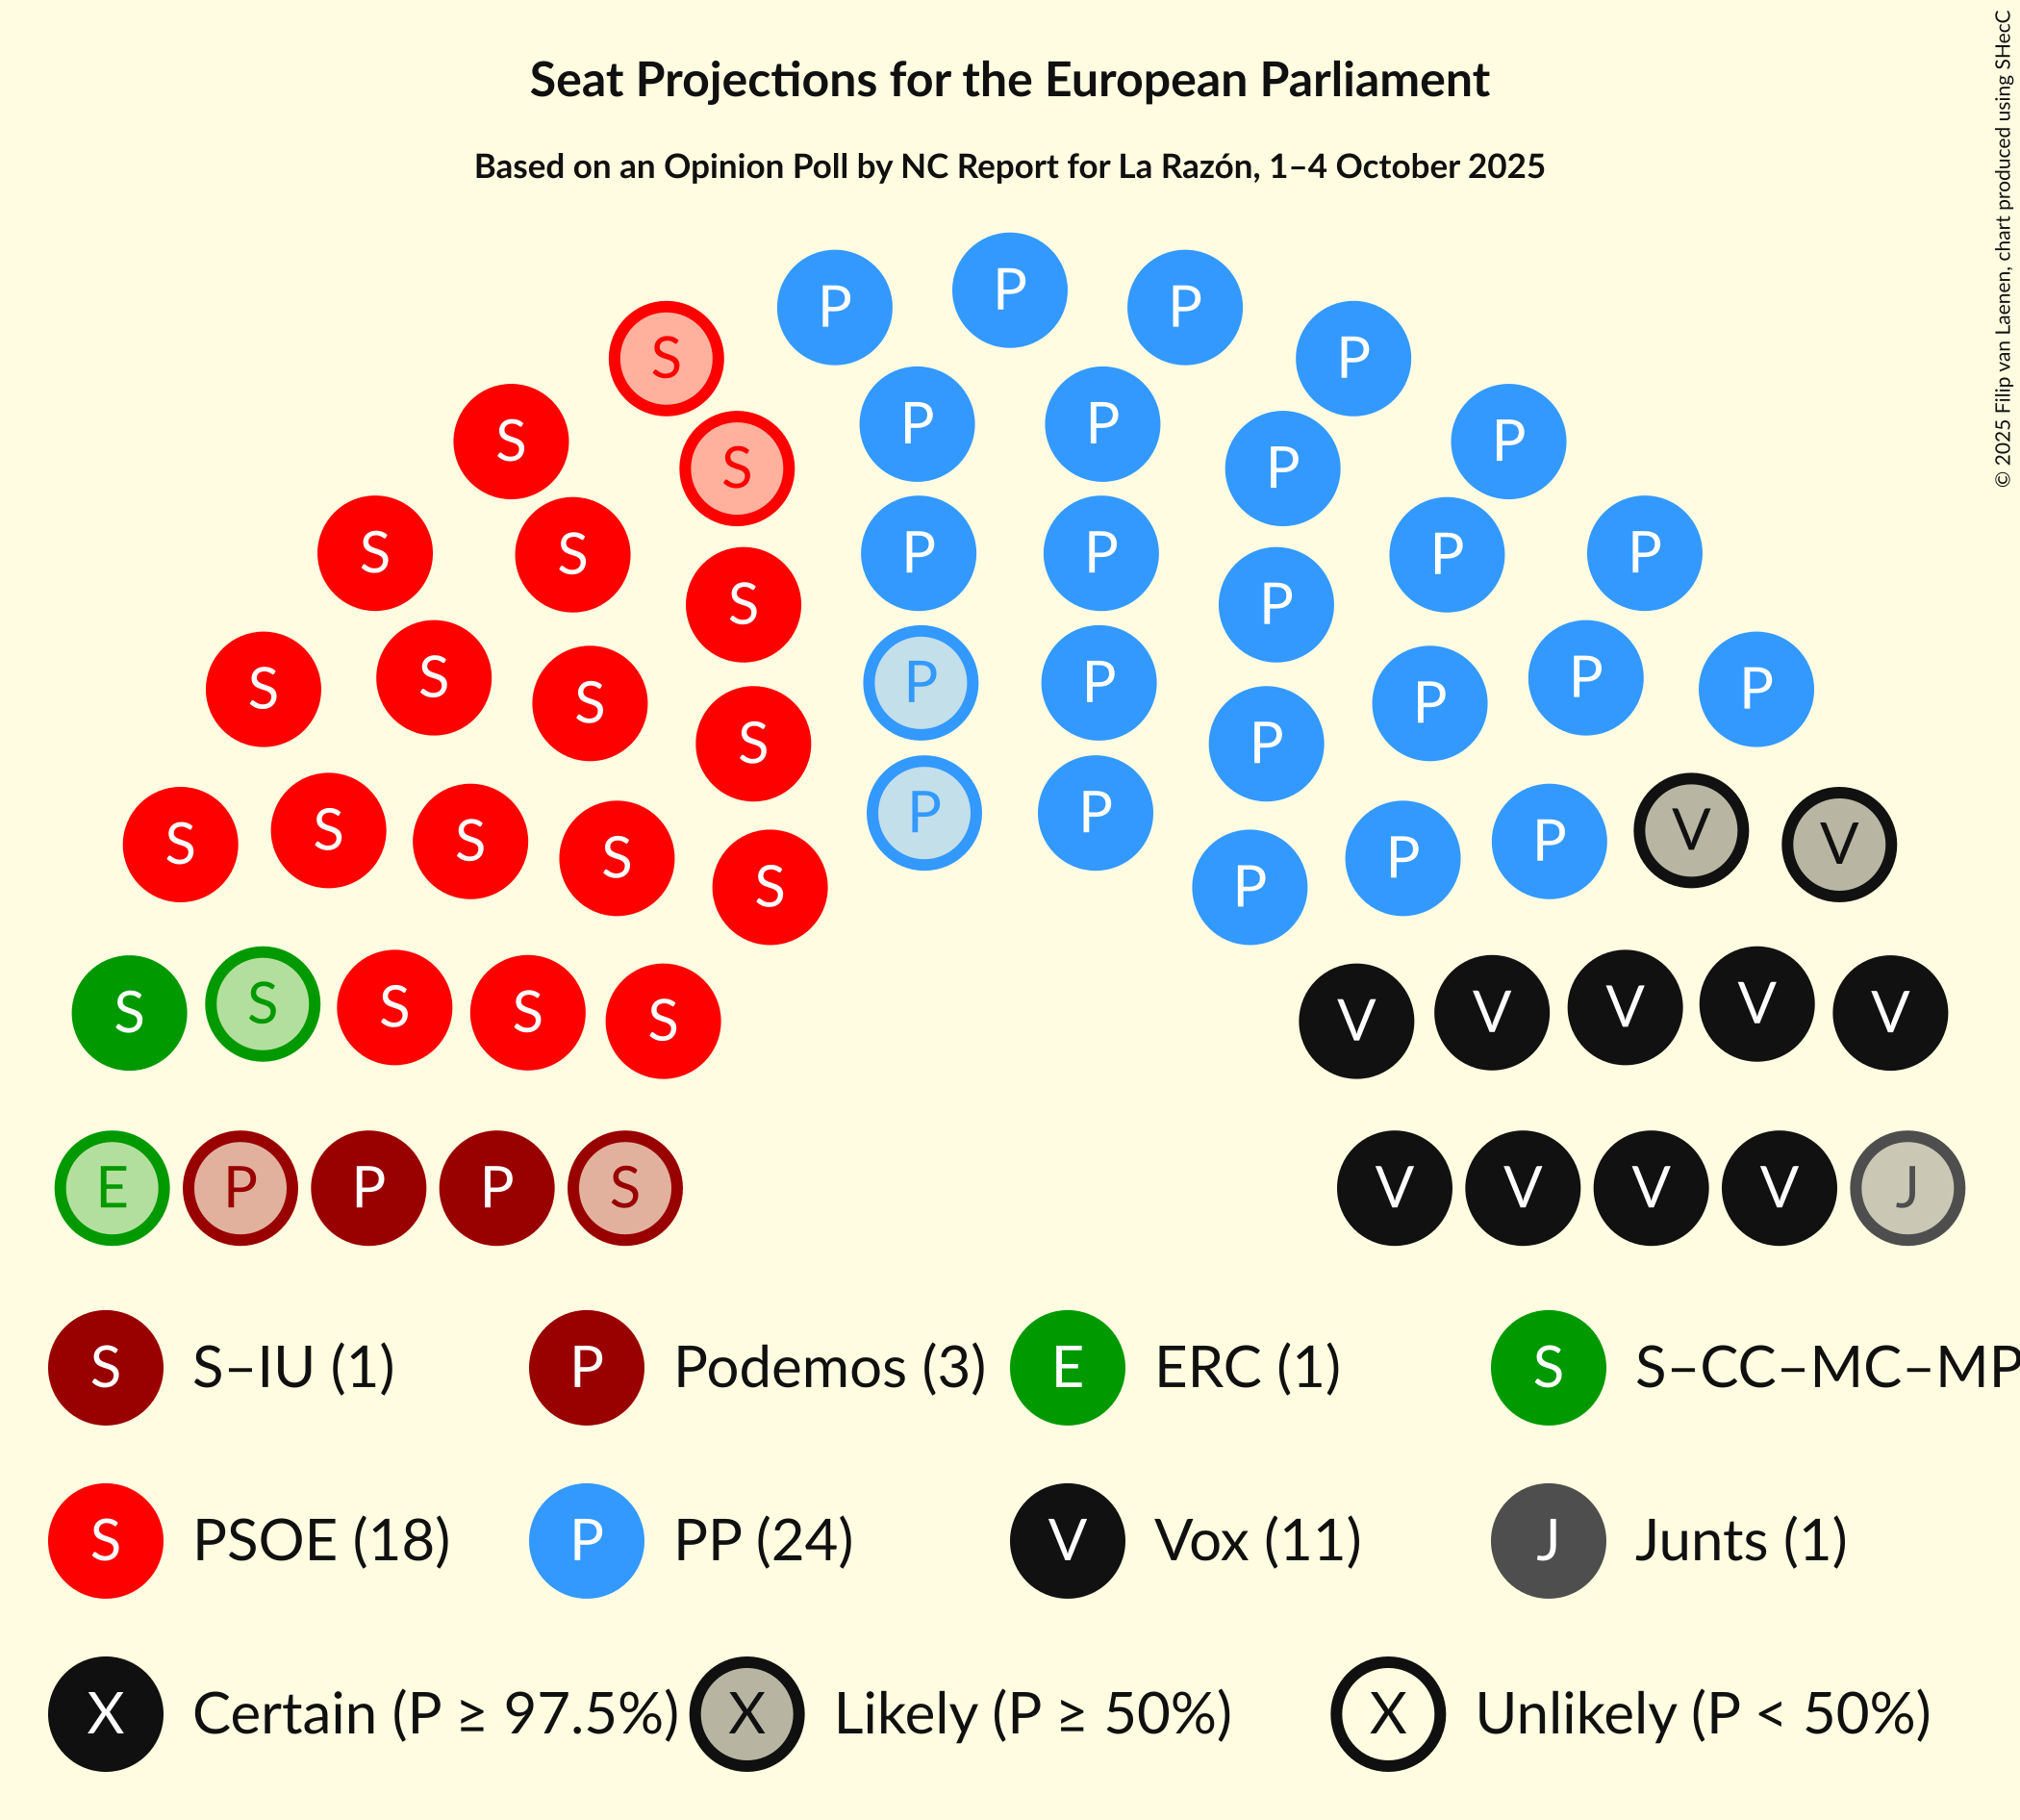 Seat Projections for the European Parliament
Based on an Opinion Poll by NC Report for La Razón, 1–4 October 2025
© 2025 Filip van Laenen, chart produced using SHecC
P
P P
S P
S P
P P
S P
S S P P
P P
S P
S P
S S P P
P P
S P
S P
P P
S V
S P
S P V
S V
S S S V V
S V
S V
E P P P S V V V V J
S S–IU (1) P Podemos (3) E ERC (1) S S–CC–MC–MP
S PSOE (18) P PP (24) V Vox (11) J Junts (1)
X Certain (P ≥ 97.5%) X Likely (P ≥ 50%) X Unlikely (P < 50%)